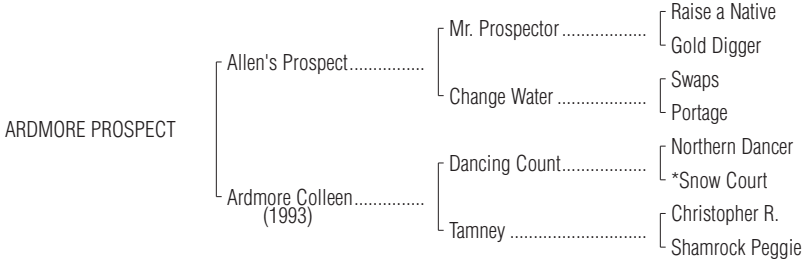 Raise a Native
Mr. Prospector...................
Gold Digger
Allen's Prospect................
Swaps
Change Water ....................
Portage
ARDMORE PROSPECT
Northern Dancer
Dancing Count...................
*Snow Court
Ardmore Colleen...............
(1993)
Christopher R.
Tamney ..............................
Shamrock Peggie